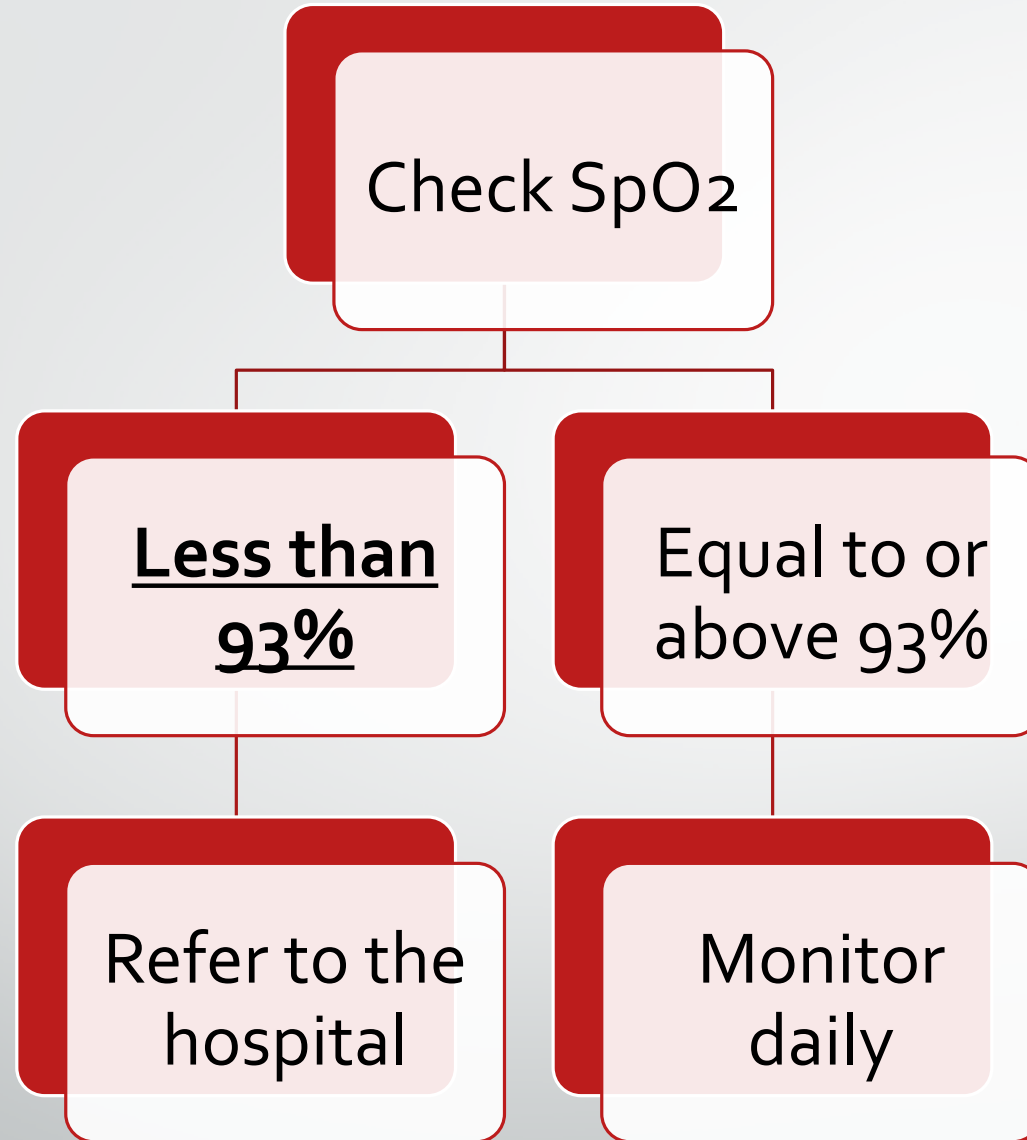 Check SpO2
Less than
93%
Equal to or
above 93%
Refer to the
hospital
Monitor
daily